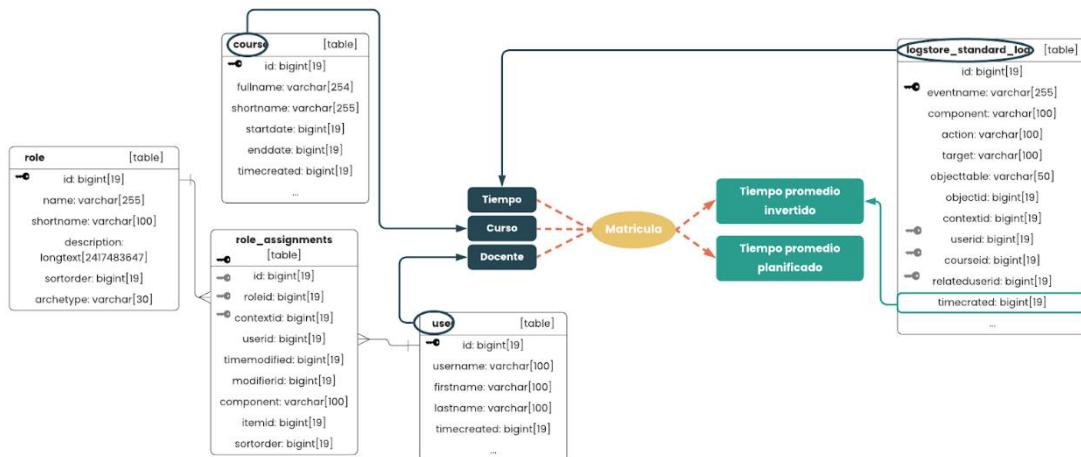 course [table]
id: bigint[19]
fullname: varchar[254]
shortname: varchar[255]
startdate: bigint[19]
enddate: bigint[19]
timecreated: bigint[19]
...
role [table]
id: bigint[19]
name: varchar[255]
shortname: varchar[100]
description:
longtext[2417483647]
sortorder: bigint[19]
archetype: varchar[30]
role_assignments
[table]
id: bigint[19]
roleid: bigint[19]
contextid: bigint[19]
userid: bigint[19]
timemodified: bigint[19]
modifierid: bigint[19]
component: varchar[100]
itemid: bigint[19]
sortorder: bigint[19]
user [table]
id: bigint[19]
username: varchar[100]
firstname: varchar[100]
lastname: varchar[100]
timecreated: bigint[19]
...
Tiempo
Curso
Docente
Matrícula
Tiempo promedio
invertido
Tiempo promedio
planificado
logstore_standard_log [table]
id: bigint[19]
eventname: varchar[255]
component: varchar[100]
action: varchar[100]
target: varchar[100]
objecttable: varchar[50]
objectid: bigint[19]
contextid: bigint[19]
userid: bigint[19]
courseid: bigint[19]
relateduserid: bigint[19]
timecrated: bigint[19]
...